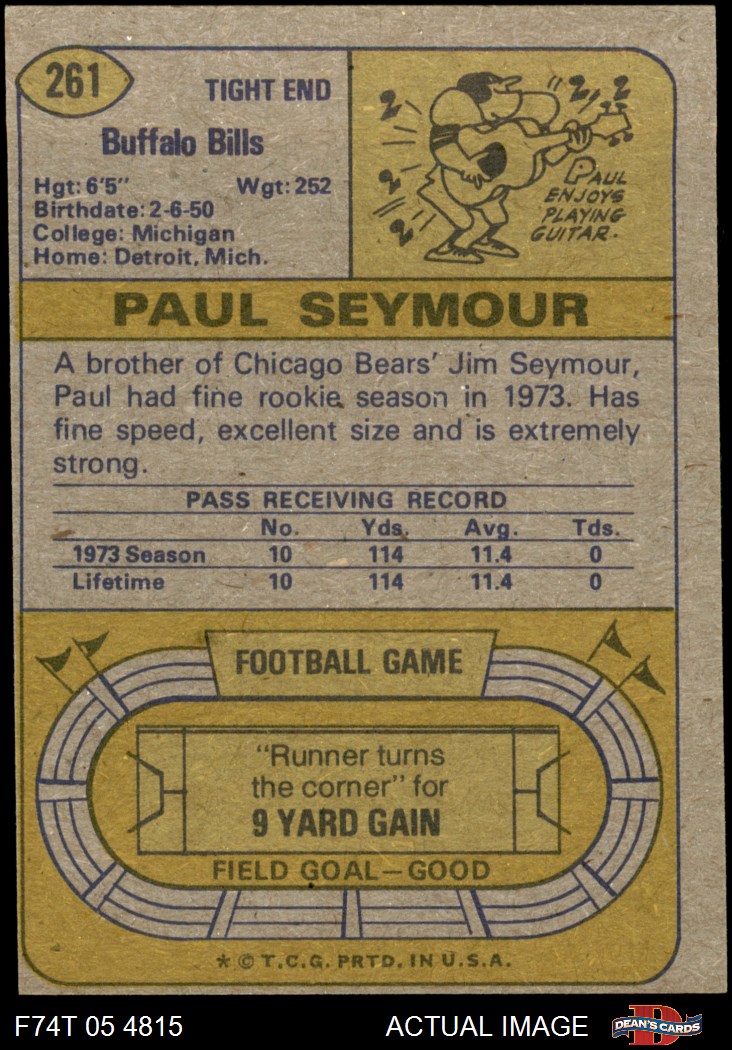 261
TIGHT END
Buffalo Bills
Hgt: 6'5" Wgt: 252
Birthdate: 2-6-50
College: Michigan
Home: Detroit, Mich.
PAUL
ENJOYS
PLAYING
GUITAR.
PAUL SEYMOUR
A brother of Chicago Bears' Jim Seymour,
Paul had fine rookie season in 1973. Has
fine speed, excellent size and is extremely
strong.
PASS RECEIVING RECORD
No. Yds. Avg. Tds.
1973 Season 10 114 11.4 0
Lifetime 10 114 11.4 0
FOOTBALL GAME
"Runner turns
the corner" for
9 YARD GAIN
FIELD GOAL—GOOD
* © T.C.G. PRTD. IN U.S.A.
F74T 05 4815 ACTUAL IMAGE
D
DEAN'S CARDS